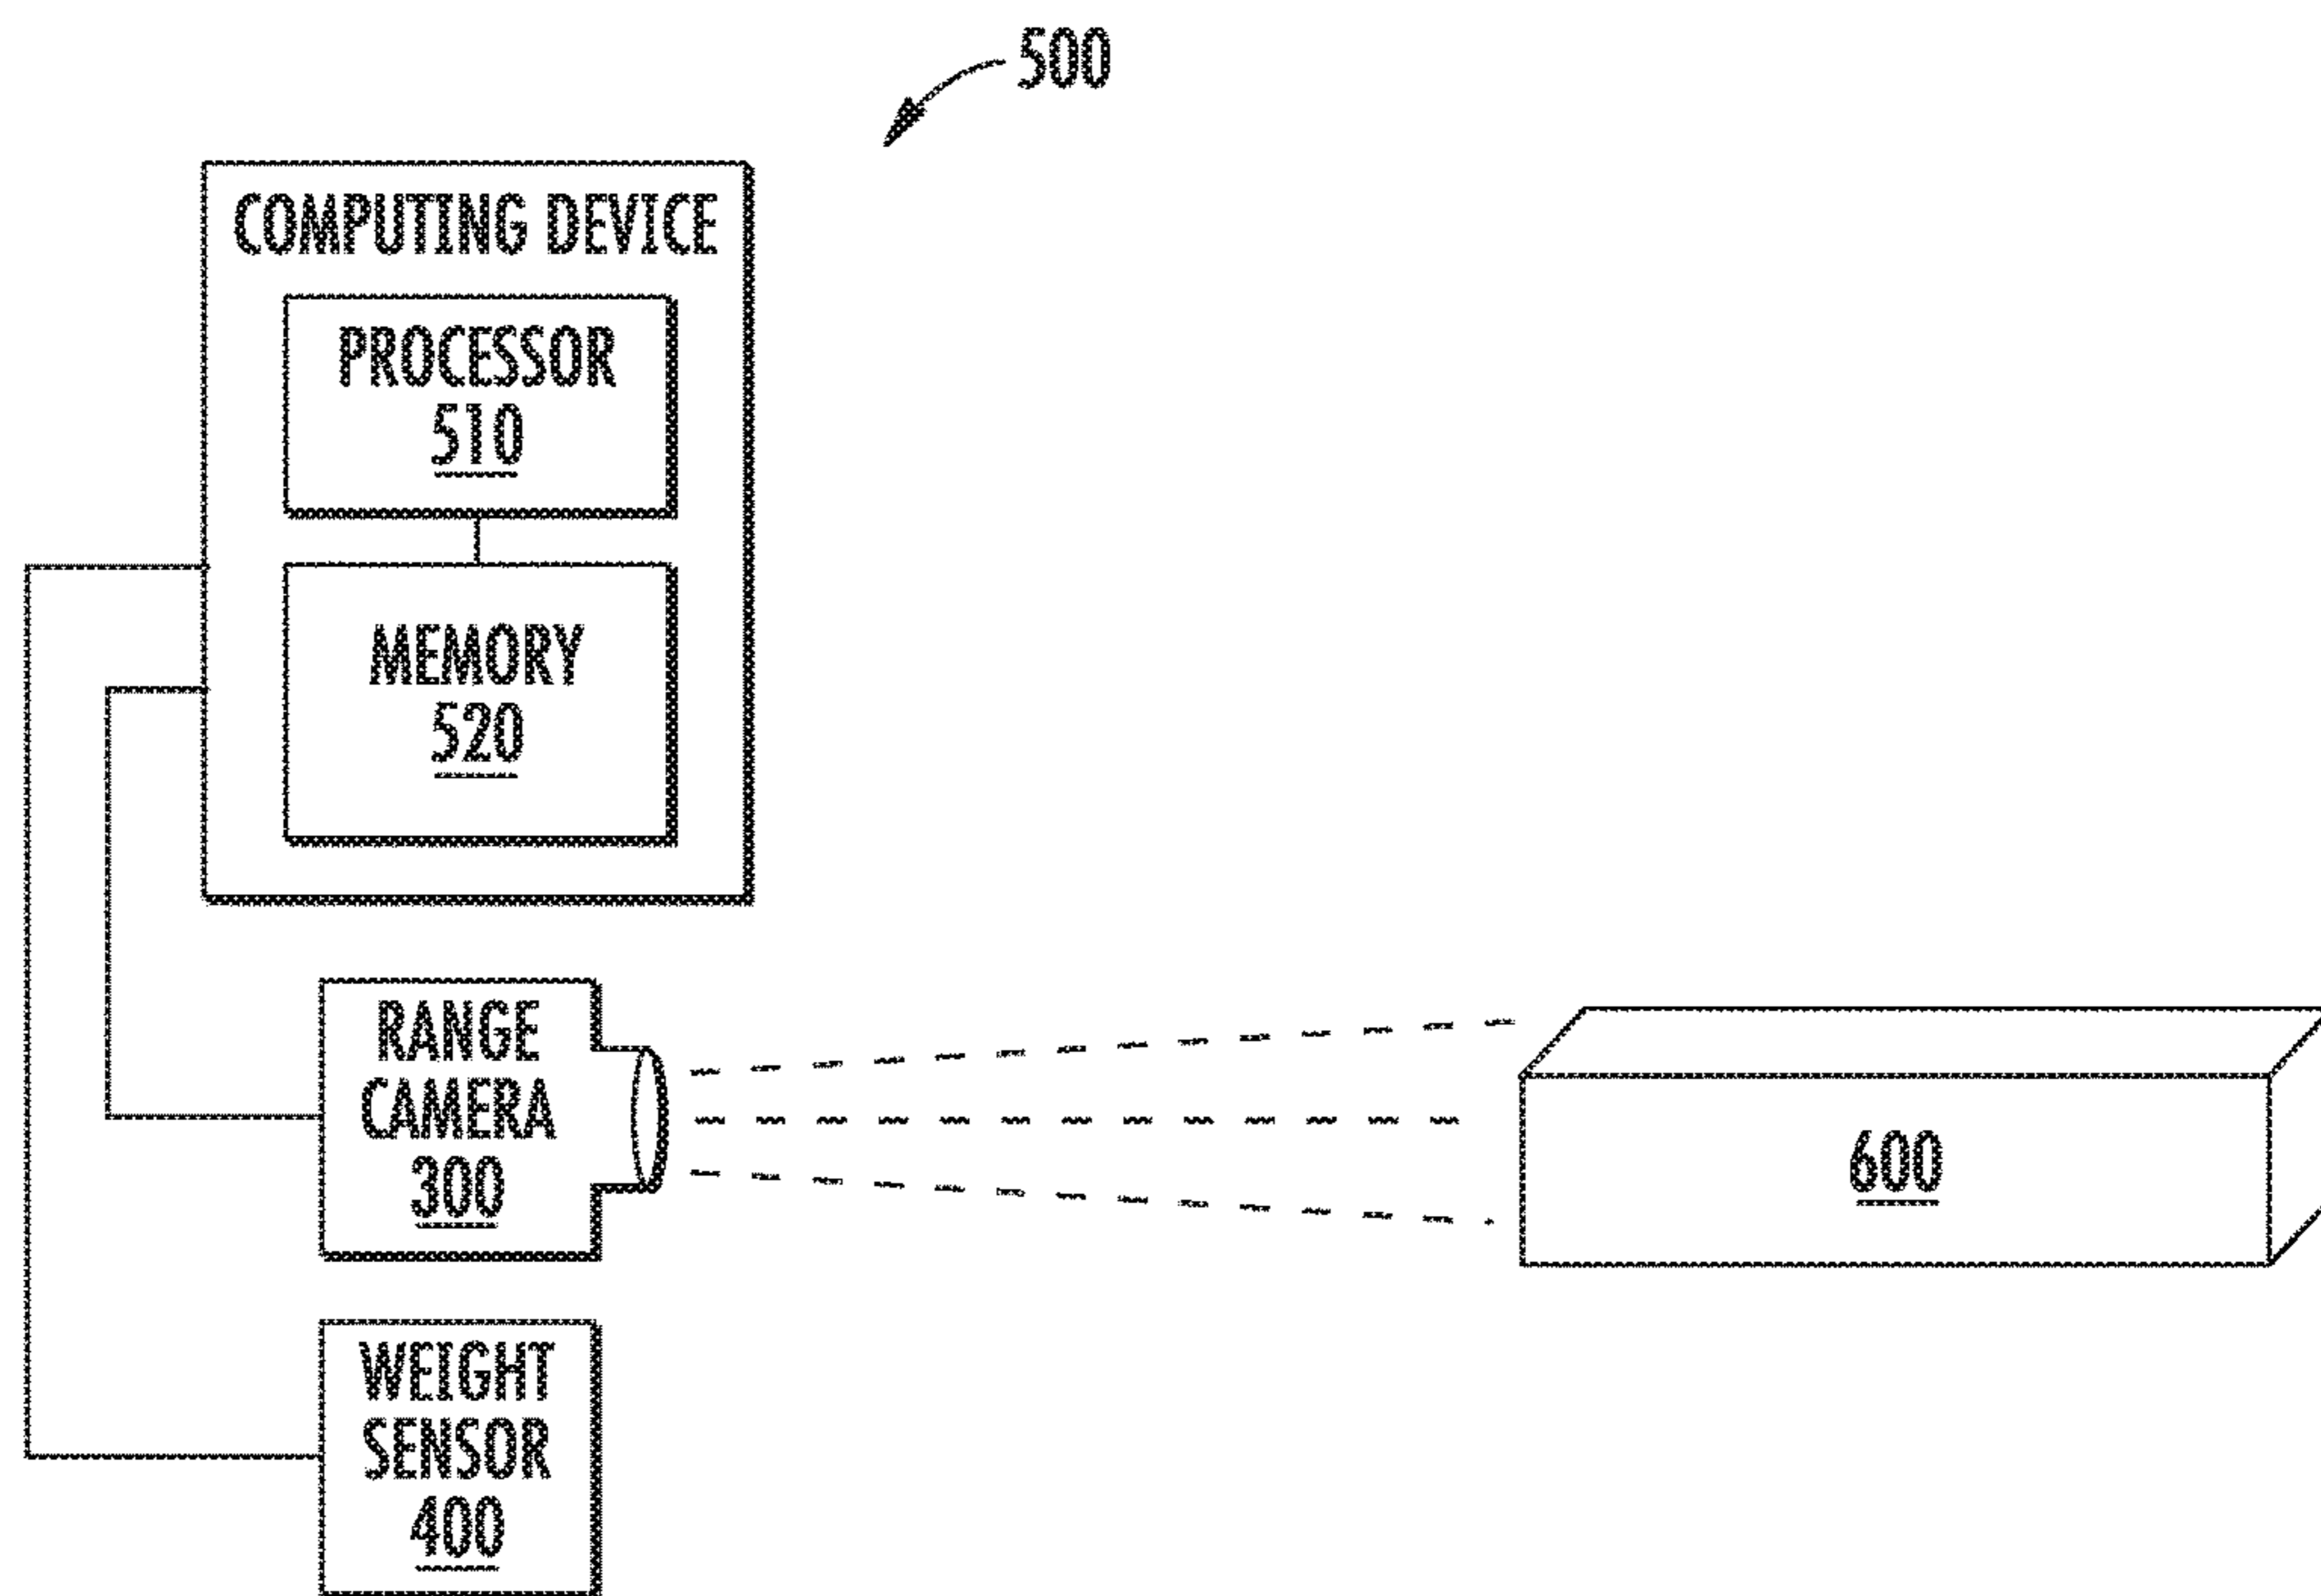 500
COMPUTING DEVICE
PROCESSOR
510
MEMORY
520
RANGE
CAMERA
300
600
WEIGHT
SENSOR
400